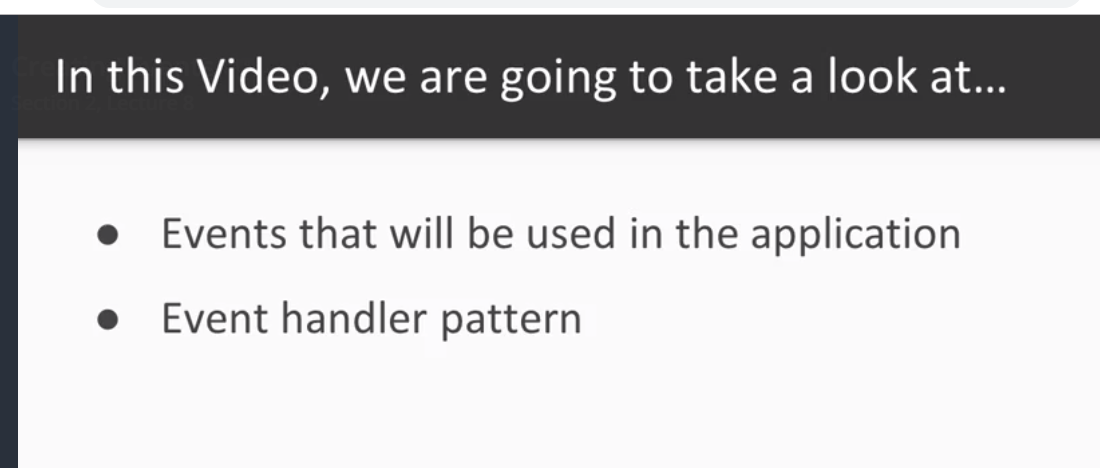 In this Video, we are going to take a look at...
● Events that will be used in the application
● Event handler pattern